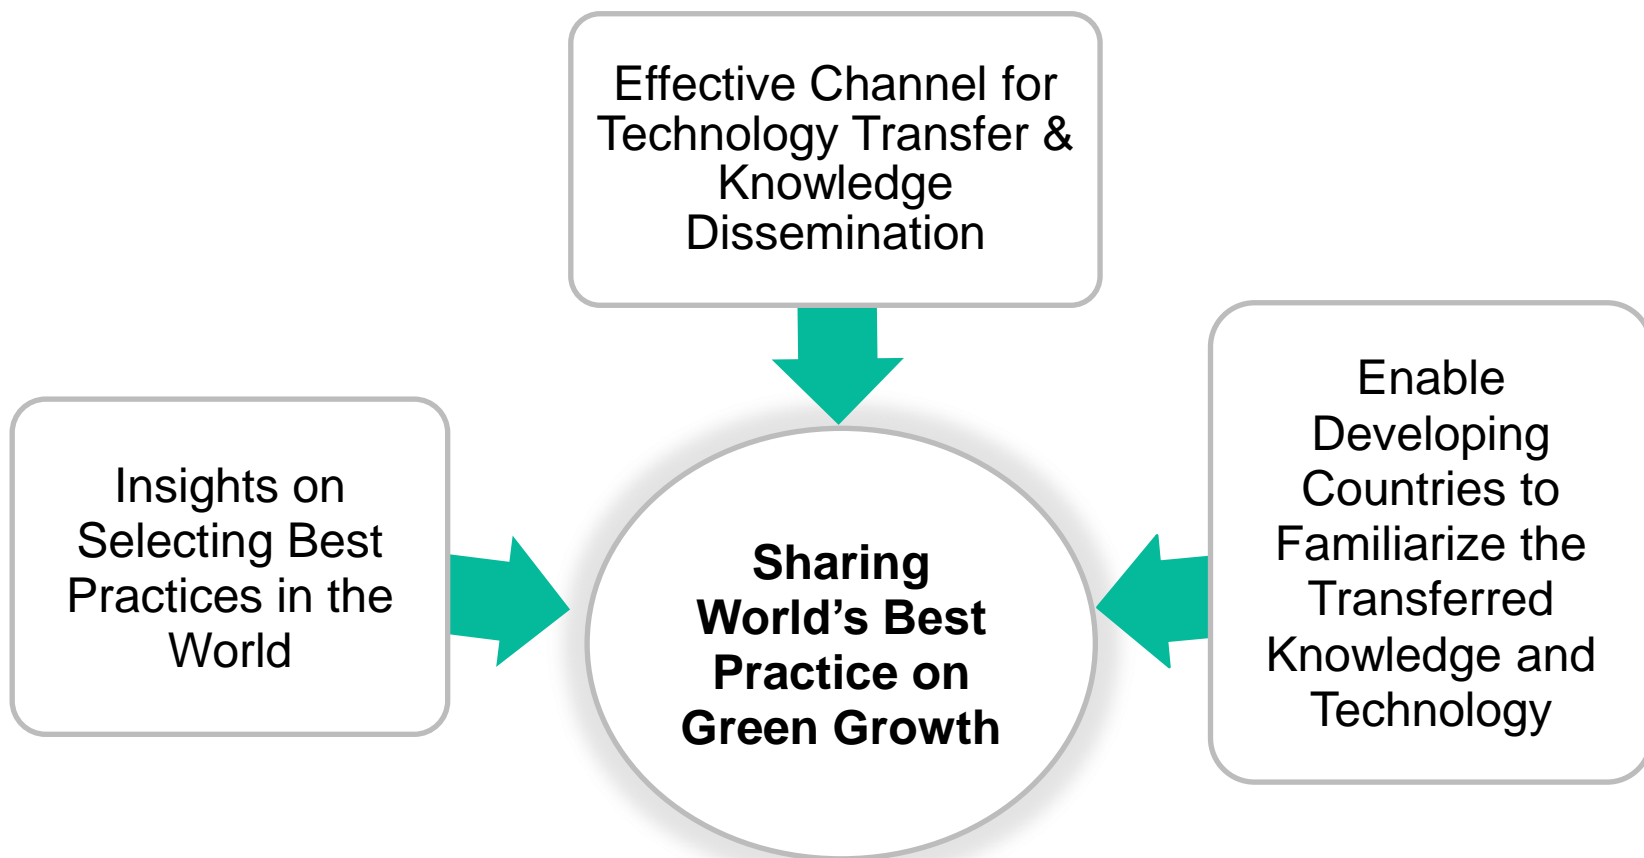 Effective Channel for
Technology Transfer &
Knowledge
Dissemination
Insights on
Selecting Best
Practices in the
World
Sharing
World’s Best
Practice on
Green Growth
Enable
Developing
Countries to
Familiarize the
Transferred
Knowledge and
Technology